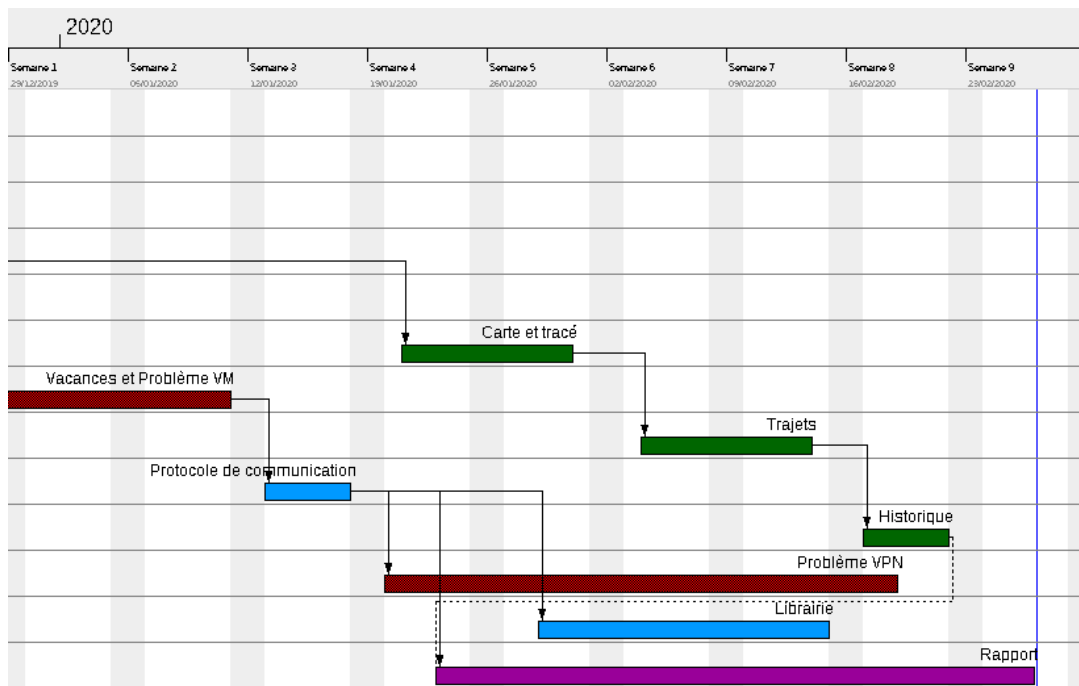 2020
Semaine 1
Semaine 2
Semaine 3
Semaine 4
Semaine 5
Semaine 6
Semaine 7
Semaine 8
Semaine 9
29/12/2019
05/01/2020
12/01/2020
19/01/2020
26/01/2020
02/02/2020
09/02/2020
16/02/2020
23/02/2020
Carte et tracé
Vacances et Problème VM
Trajets
Protocole de communication
Historique
Problème VPN
Librairie
Rapport